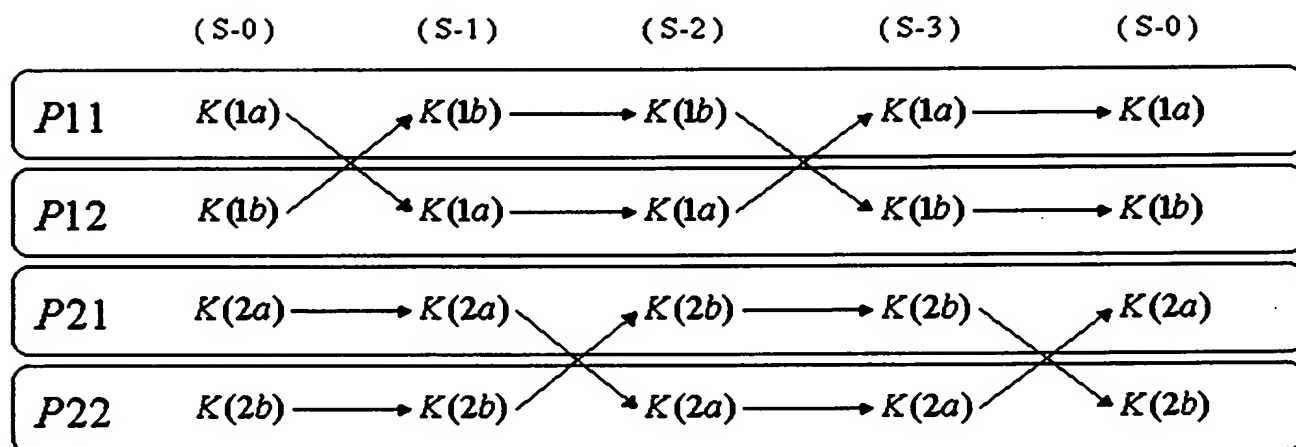 (S-0) (S-1) (S-2) (S-3) (S-0)
P11 K(1a) K(1b) K(1b) K(1a) K(1a)
P12 K(1b) K(1a) K(1a) K(1b) K(1b)
P21 K(2a) K(2a) K(2b) K(2b) K(2a)
P22 K(2b) K(2b) K(2a) K(2a) K(2b)